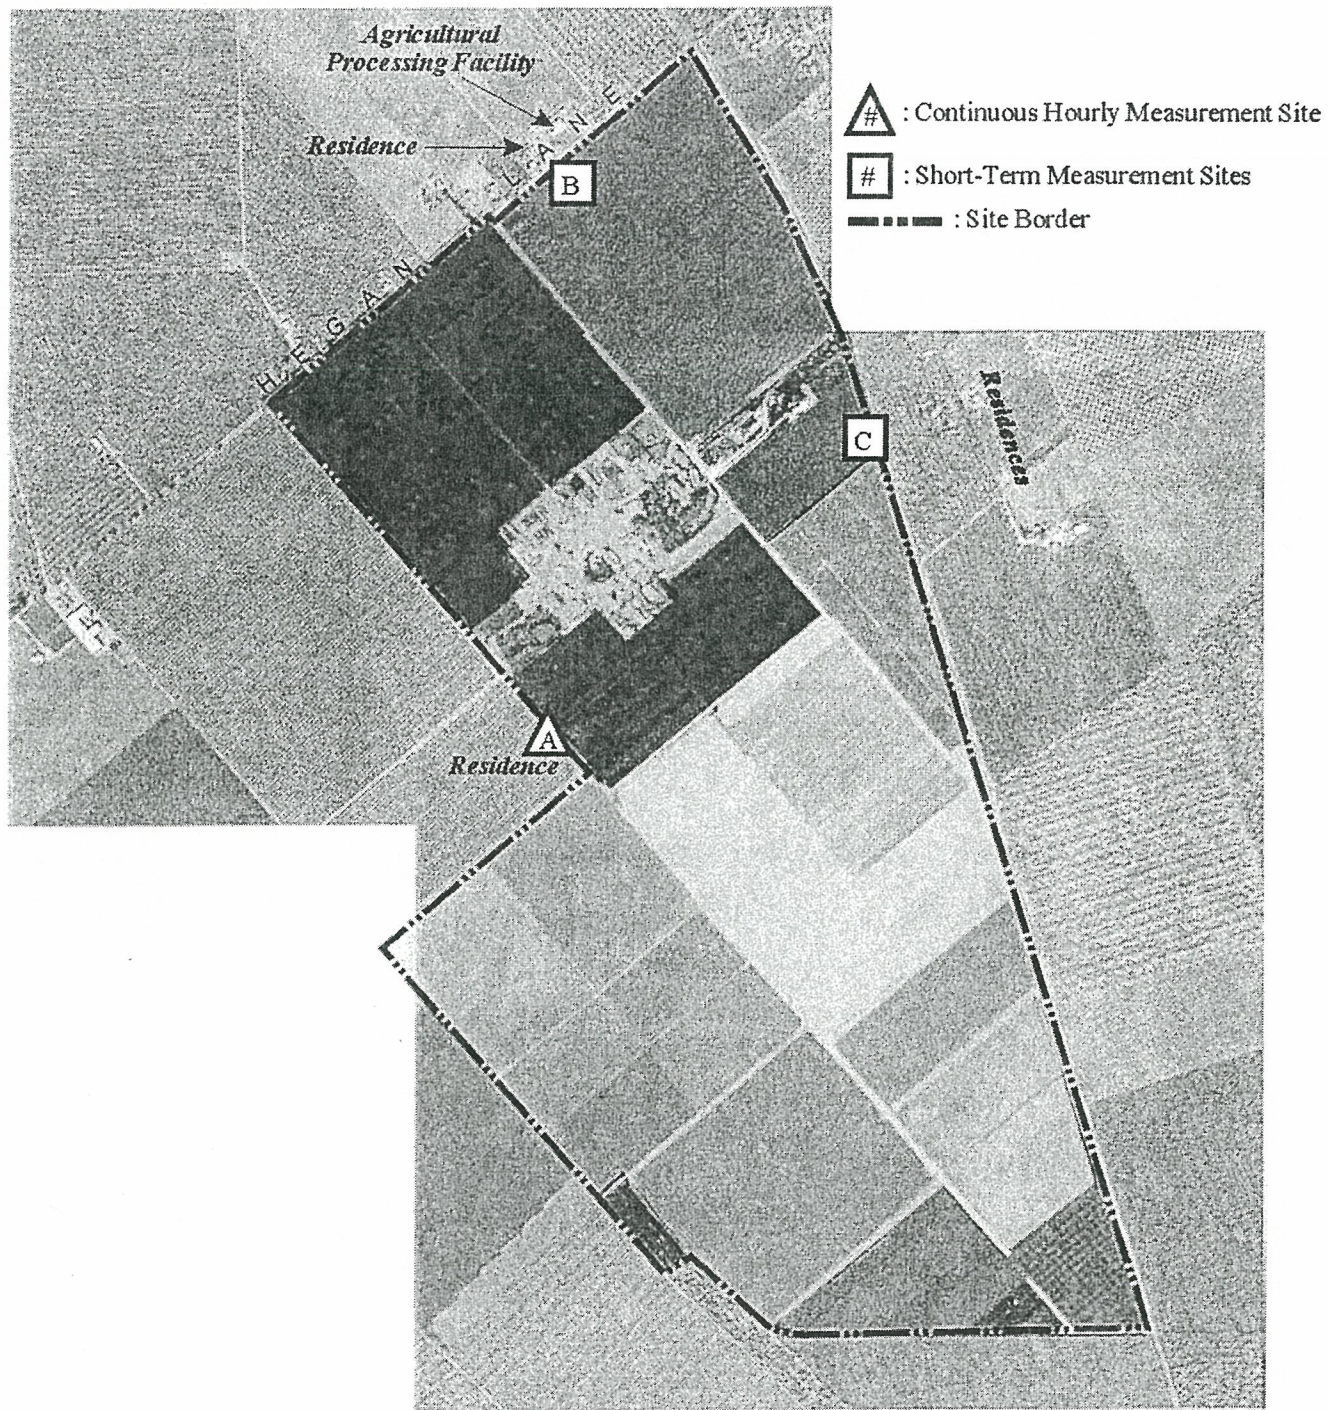 Agricultural
Processing Facility
Residence
HEGAN LANE
B
# : Continuous Hourly Measurement Site
# : Short-Term Measurement Sites
: Site Border
C
Residences
A
Residence